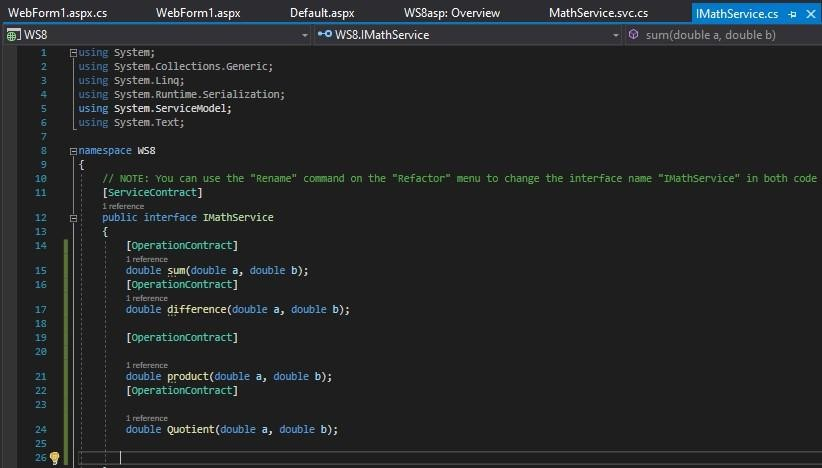 WebForm1.aspx.cs WebForm1.aspx Default.aspx WS8asp: Overview MathService.svc.cs IMathService.cs
WS8 WS8.IMathService sum(double a, double b)
1 using System;
2 using System.Collections.Generic;
3 using System.Linq;
4 using System.Runtime.Serialization;
5 using System.ServiceModel;
6 using System.Text;
7
8 namespace WS8
9 {
10 // NOTE: You can use the "Rename" command on the "Refactor" menu to change the interface name "IMathService" in both code
11 [ServiceContract]
1 reference
12 public interface IMathService
13 {
14 [OperationContract]
1 reference
15 double sum(double a, double b);
16 [OperationContract]
1 reference
17 double difference(double a, double b);
18
19 [OperationContract]
20
1 reference
21 double product(double a, double b);
22 [OperationContract]
23
1 reference
24 double Quotient(double a, double b);
25
26